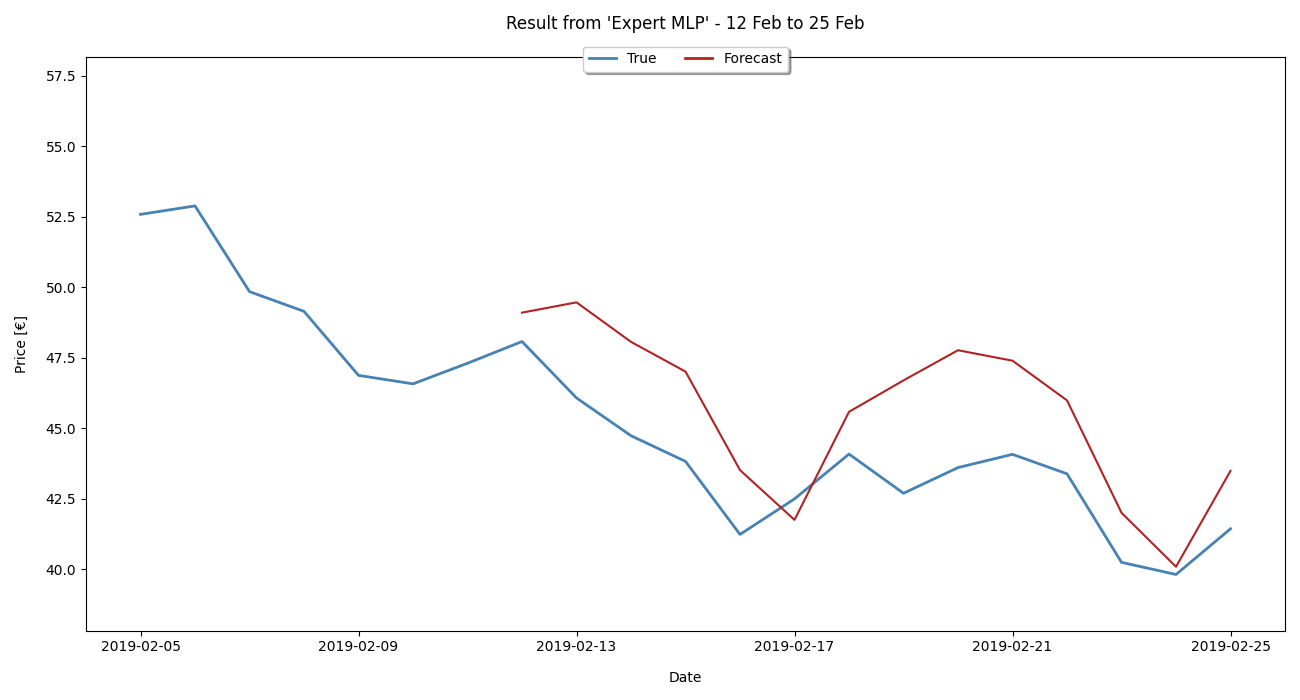 Result from 'Expert MLP' - 12 Feb to 25 Feb
True
Forecast
57.5
55.0
52.5
50.0
47.5
45.0
42.5
40.0
Price [€]
2019-02-05
2019-02-09
2019-02-13
2019-02-17
2019-02-21
2019-02-25
Date